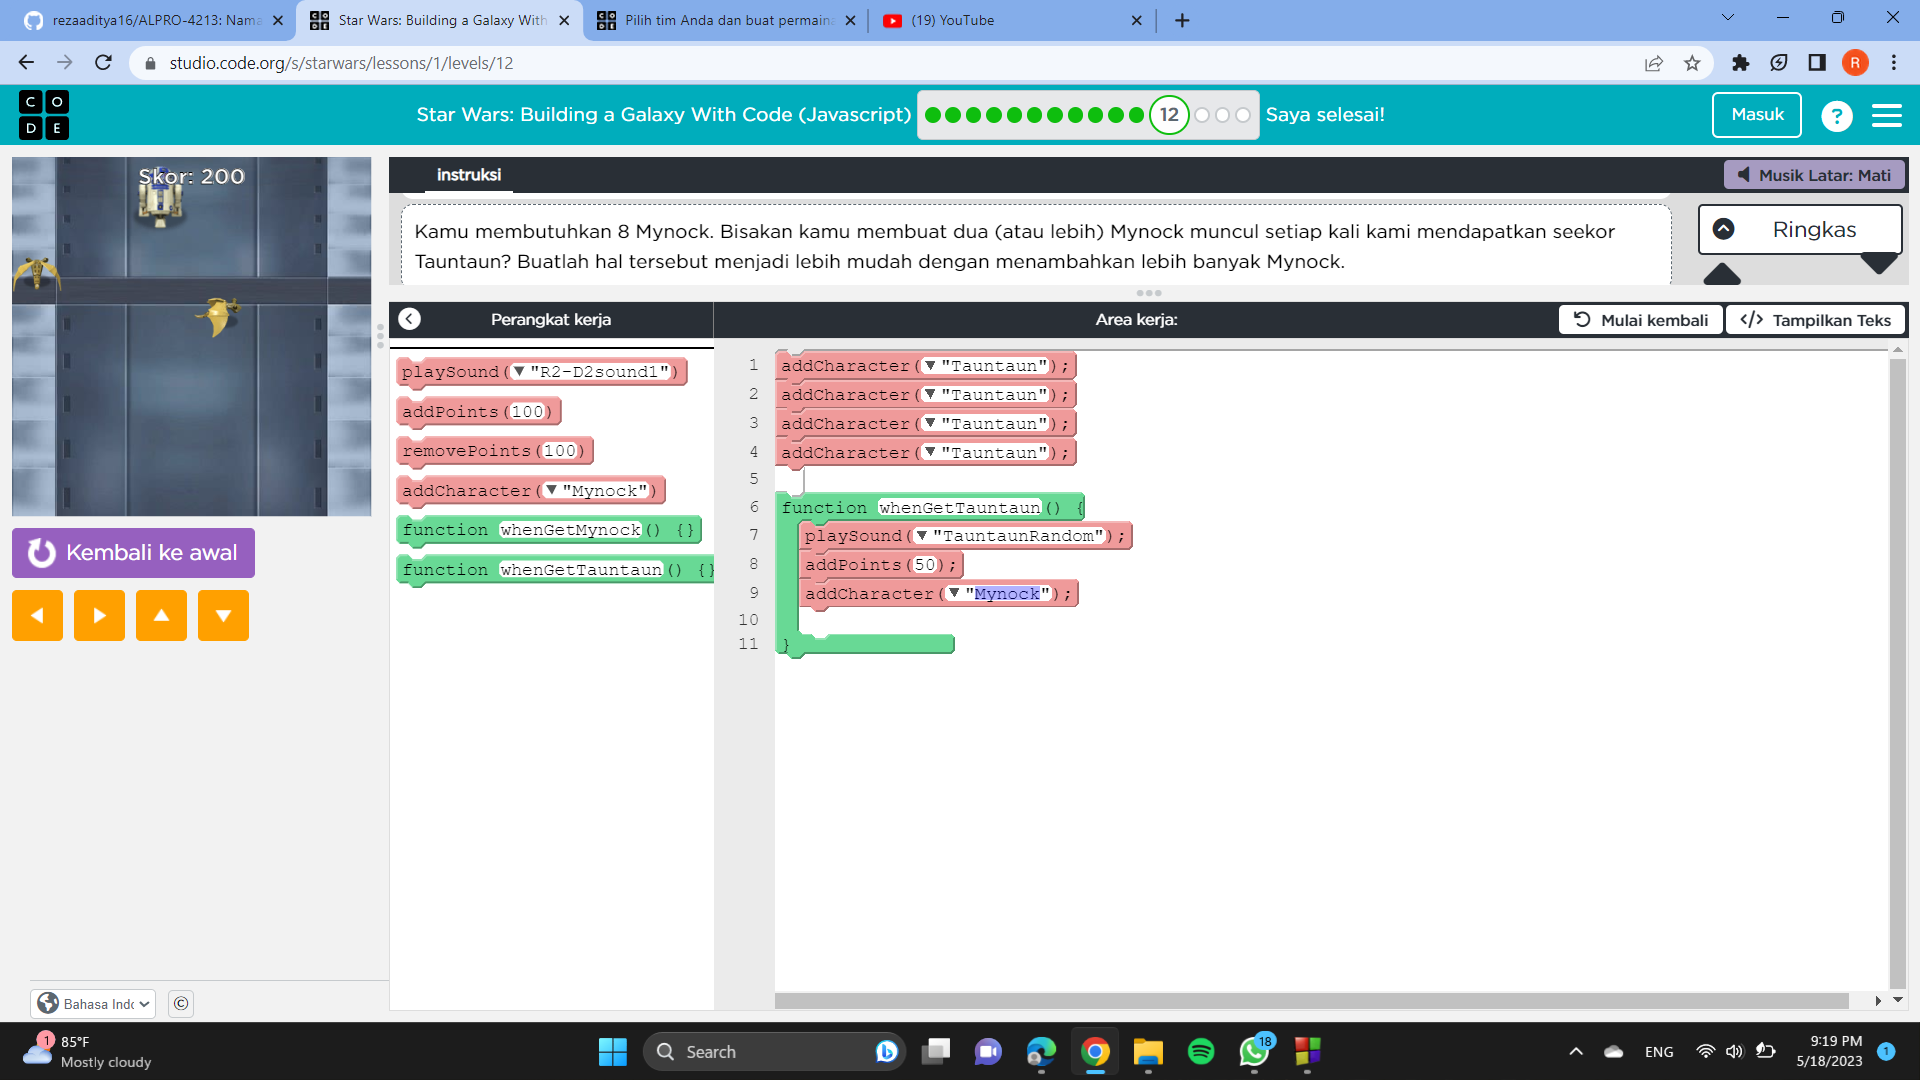 rezaaditya16/ALPRO-4213: Nama
Star Wars: Building a Galaxy With
Pilih tim Anda dan buat permaina
(19) YouTube
studio.code.org/s/starwars/lessons/1/levels/12
R
C O D E
Star Wars: Building a Galaxy With Code (Javascript)
12
Saya selesai!
Masuk
?
Skor: 200
instruksi
Musik Latar: Mati
Kamu membutuhkan 8 Mynock. Bisakan kamu membuat dua (atau lebih) Mynock muncul setiap kali kami mendapatkan seekor
Tauntaun? Buatlah hal tersebut menjadi lebih mudah dengan menambahkan lebih banyak Mynock.
Ringkas
Perangkat kerja
Area kerja:
Mulai kembali
</> Tampilkan Teks
playSound(▼ "R2-D2sound1")
addPoints(100)
removePoints(100)
addCharacter(▼ "Mynock")
function whenGetMynock() {}
function whenGetTauntaun() {}
1 addCharacter(▼ "Tauntaun");
2 addCharacter(▼ "Tauntaun");
3 addCharacter(▼ "Tauntaun");
4 addCharacter(▼ "Tauntaun");
5
6 function whenGetTauntaun() {
7 playSound(▼ "TauntaunRandom");
8 addPoints(50);
9 addCharacter(▼ "Mynock");
10
11 }
Kembali ke awal
Bahasa Indo
©
1
85°F
Mostly cloudy
Search
18
ENG
9:19 PM
5/18/2023
1